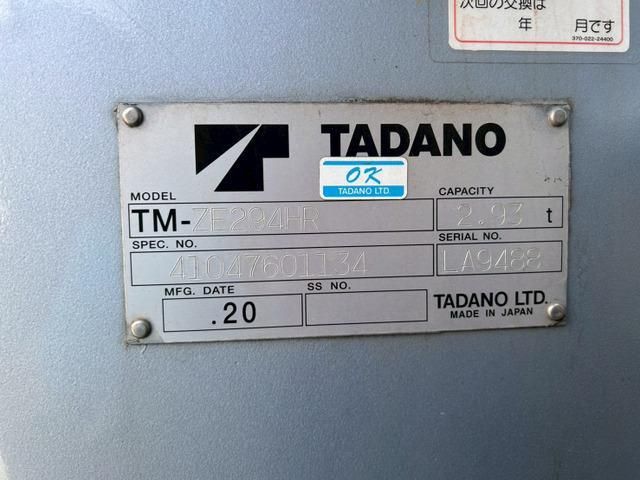 次回の交換は
年 月です
370-022-24400
TADANO
OK
TADANO LTD.
MODEL
CAPACITY
TM-ZE294HR
2.93 t
SPEC. NO.
SERIAL NO.
41047601134
LA9488
MFG. DATE
SS NO.
.20
TADANO LTD.
MADE IN JAPAN